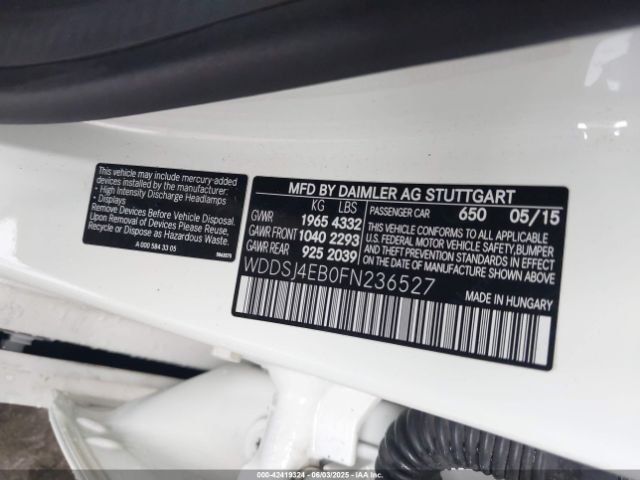 This vehicle may include mercury-added
devices installed by the manufacturer:
- High Intensity Discharge Headlamps
- Displays
Remove Devices Before Vehicle Disposal.
Upon Removal of Devices Please Reuse,
Recycle or Dispose as Hazardous Waste.
A 000 584 33 05
MFD BY DAIMLER AG STUTTGART
KG LBS
GVWR 1965 4332
GAWR FRONT 1040 2293
GAWR REAR 925 2039
PASSENGER CAR 650 05/15
THIS VEHICLE CONFORMS TO ALL APPLICABLE
U.S. FEDERAL MOTOR VEHICLE SAFETY, BUMPER
AND THEFT PREVENTION STANDARDS IN EFFECT
ON THE DATE OF MANUFACTURE SHOWN ABOVE.
WDDSJ4EB0FN236527
MADE IN HUNGARY
000-42419324 - 06/03/2025 - IAAI.COM